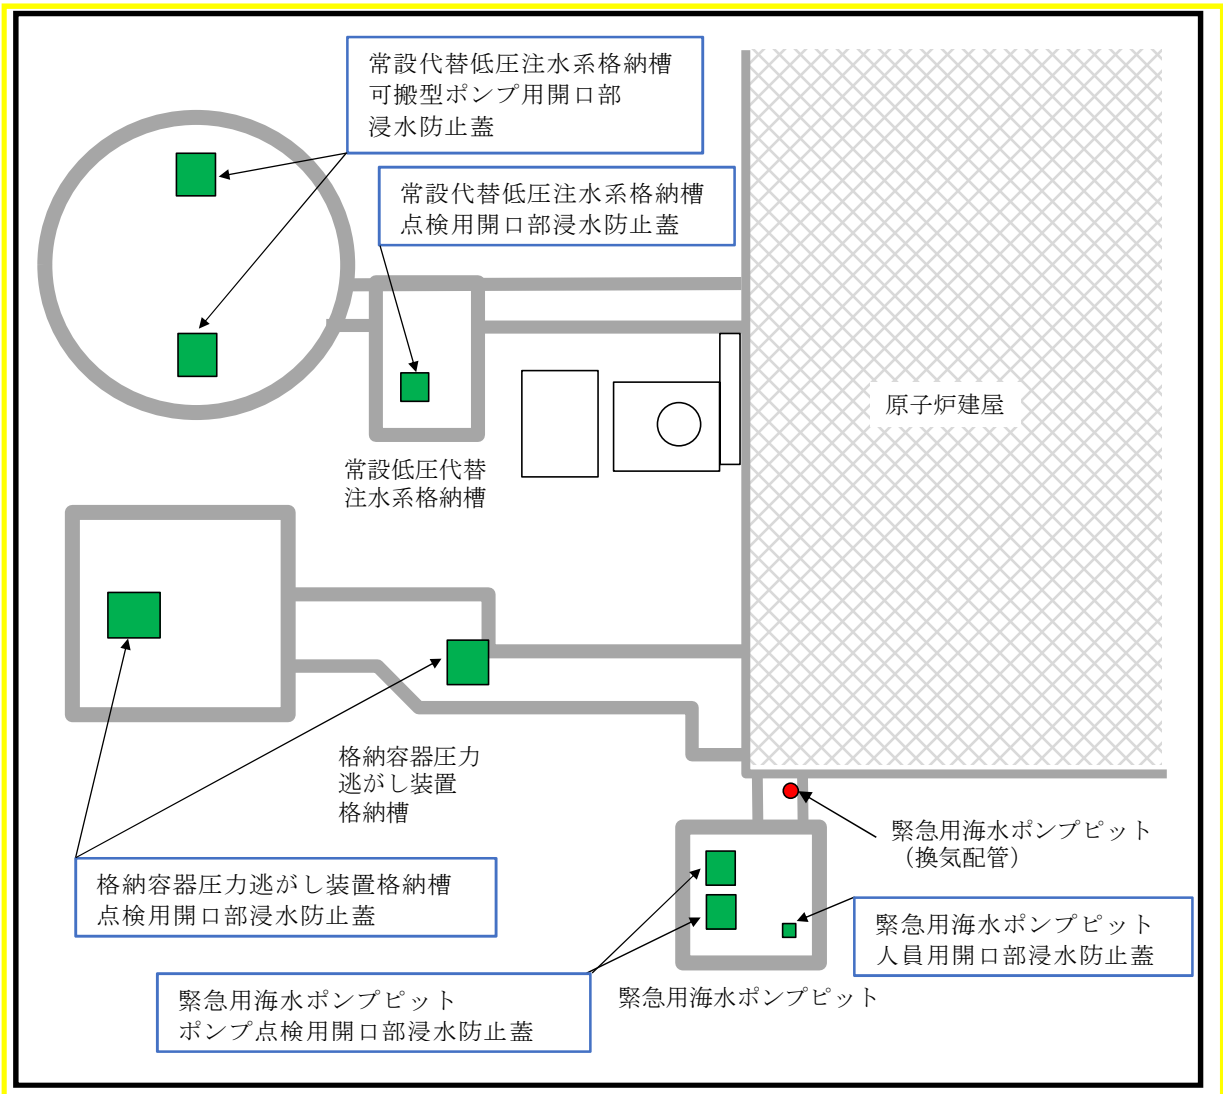 常設代替低圧注水系格納槽
可搬型ポンプ用開口部
浸水防止蓋
常設代替低圧注水系格納槽
点検用開口部浸水防止蓋
原子炉建屋
常設低圧代替
注水系格納槽
格納容器圧力
逃がし装置
格納槽
緊急用海水ポンプピット
（換気配管）
格納容器圧力逃がし装置格納槽
点検用開口部浸水防止蓋
緊急用海水ポンプピット
人員用開口部浸水防止蓋
緊急用海水ポンプピット
ポンプ点検用開口部浸水防止蓋
緊急用海水ポンプピット